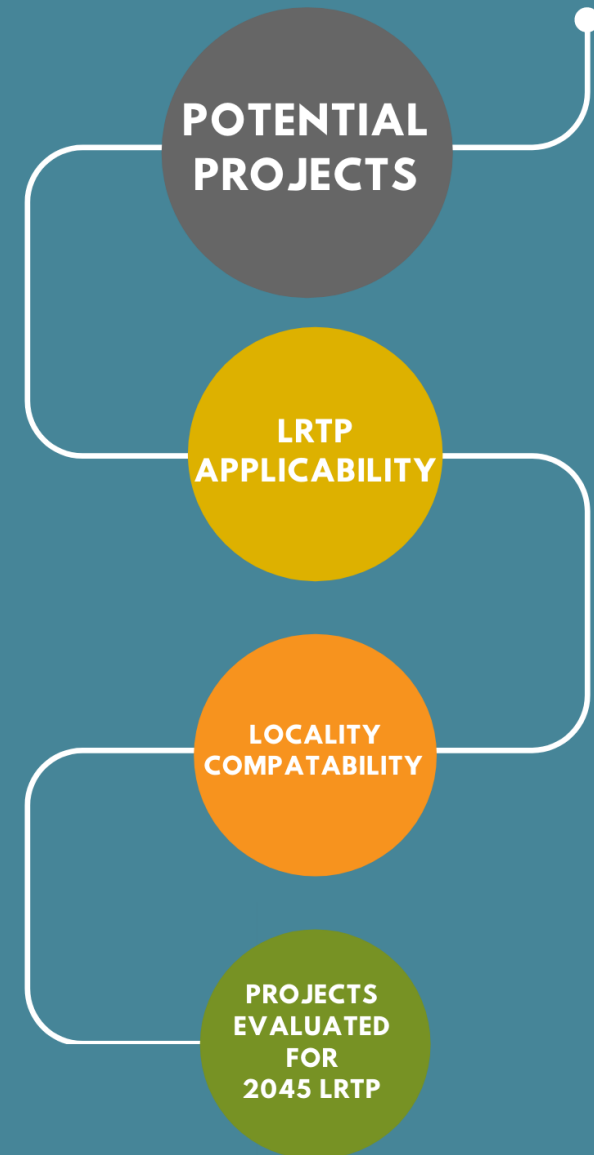 POTENTIAL
PROJECTS
LRTP
APPLICABILITY
LOCALITY
COMPATABILITY
PROJECTS
EVALUATED
FOR
2045 LRTP